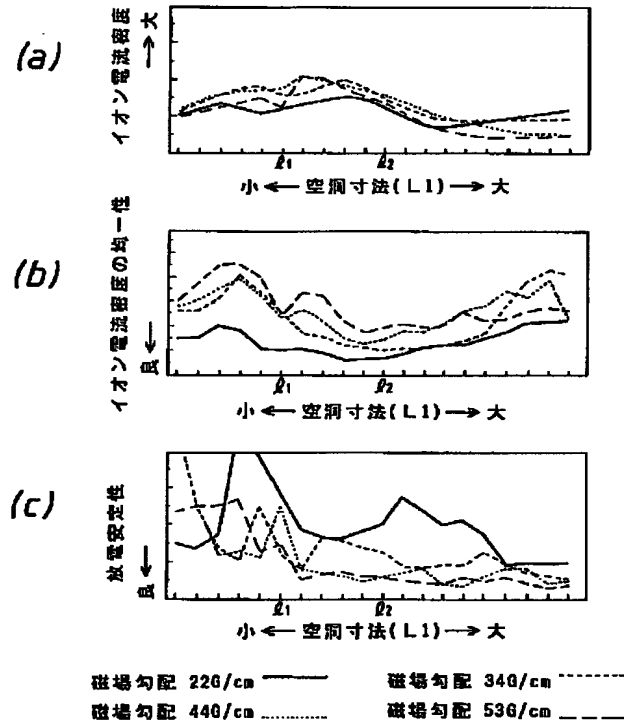 (a)
イオン電流密度
→大
ℓ1
ℓ2
小 ← 空洞寸法(L1) → 大
(b)
イオン電流密度の均一性
良←
ℓ1
ℓ2
小 ← 空洞寸法(L1) → 大
(c)
放電安定性
良←
ℓ1
ℓ2
小 ← 空洞寸法(L1) → 大
磁場勾配 22G/cm
磁場勾配 34G/cm
磁場勾配 44G/cm
磁場勾配 53G/cm